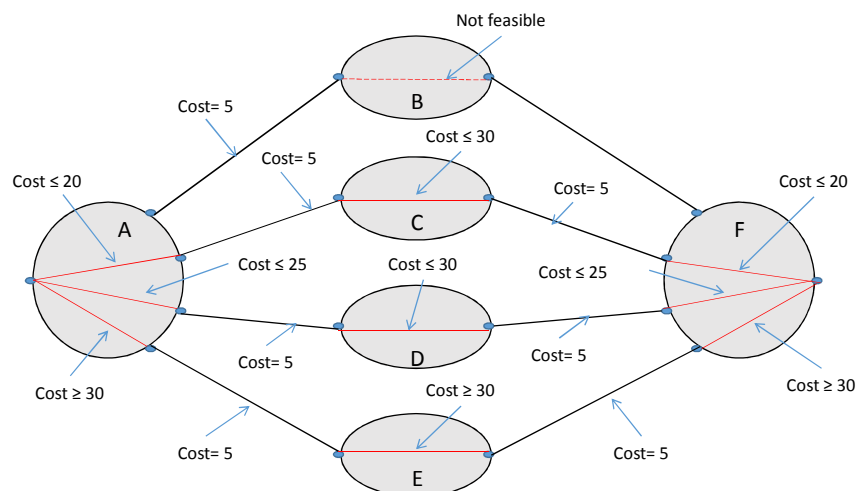 Not feasible
B
Cost= 5
Cost= 5
Cost ≤ 30
Cost ≤ 20
Cost= 5
Cost ≤ 20
A
C
F
Cost ≤ 25
Cost ≤ 30
Cost ≤ 25
Cost= 5
D
Cost= 5
Cost ≥ 30
Cost ≥ 30
Cost ≥ 30
Cost= 5
Cost= 5
E